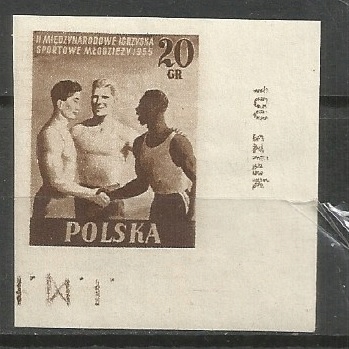 II MIĘDZYNARODOWE IGRZYSKA
SPORTOWE MŁODZIEŻY 1955
20
GR
POLSKA